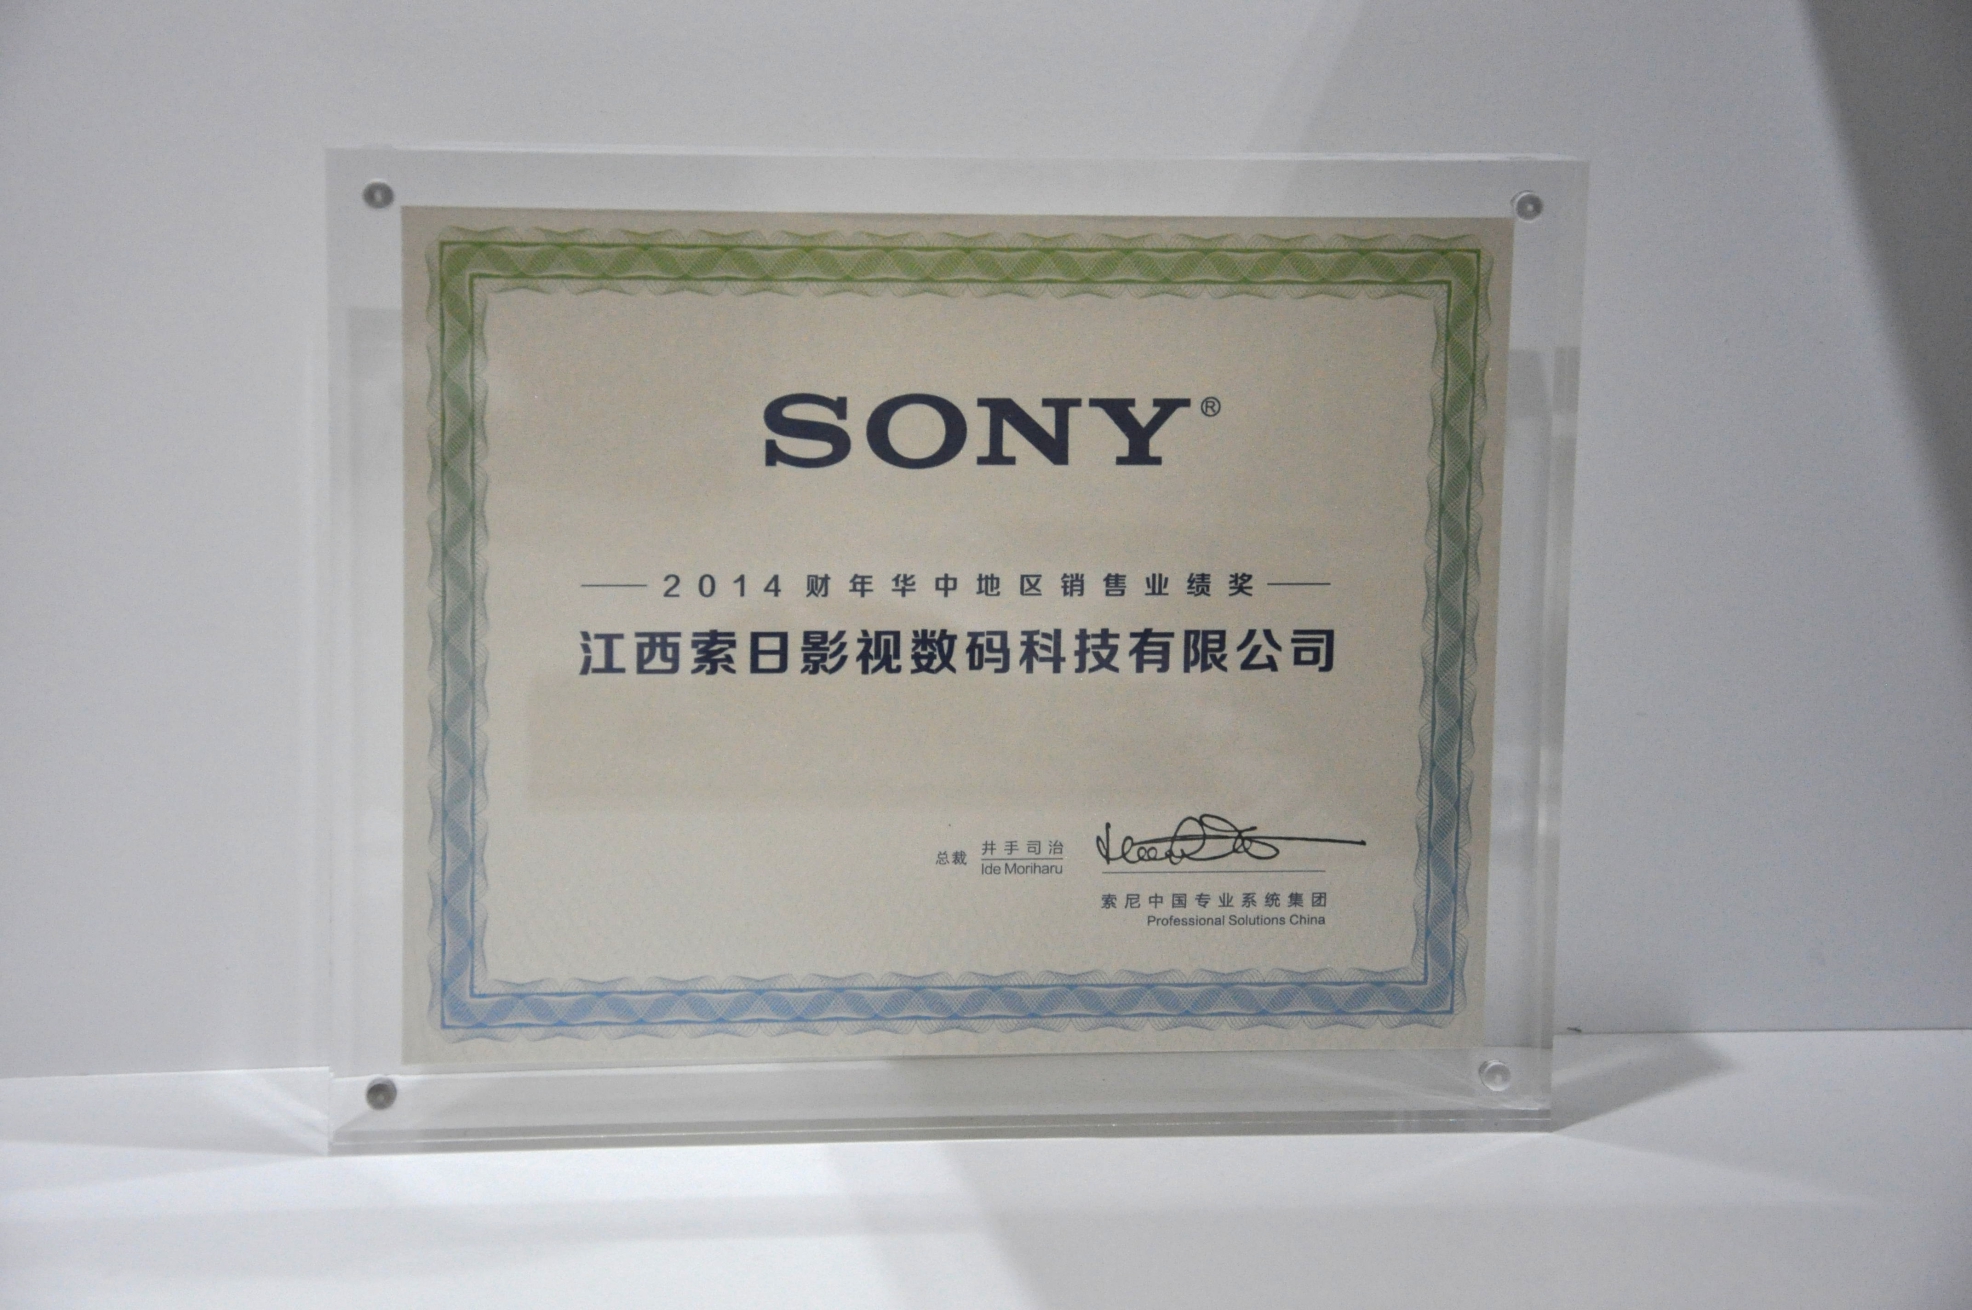 SONY®
2014财年华中地区销售业绩奖
江西索日影视数码科技有限公司
总裁 井手司治
Ide Moriharu
索尼中国专业系统集团
Professional Solutions China